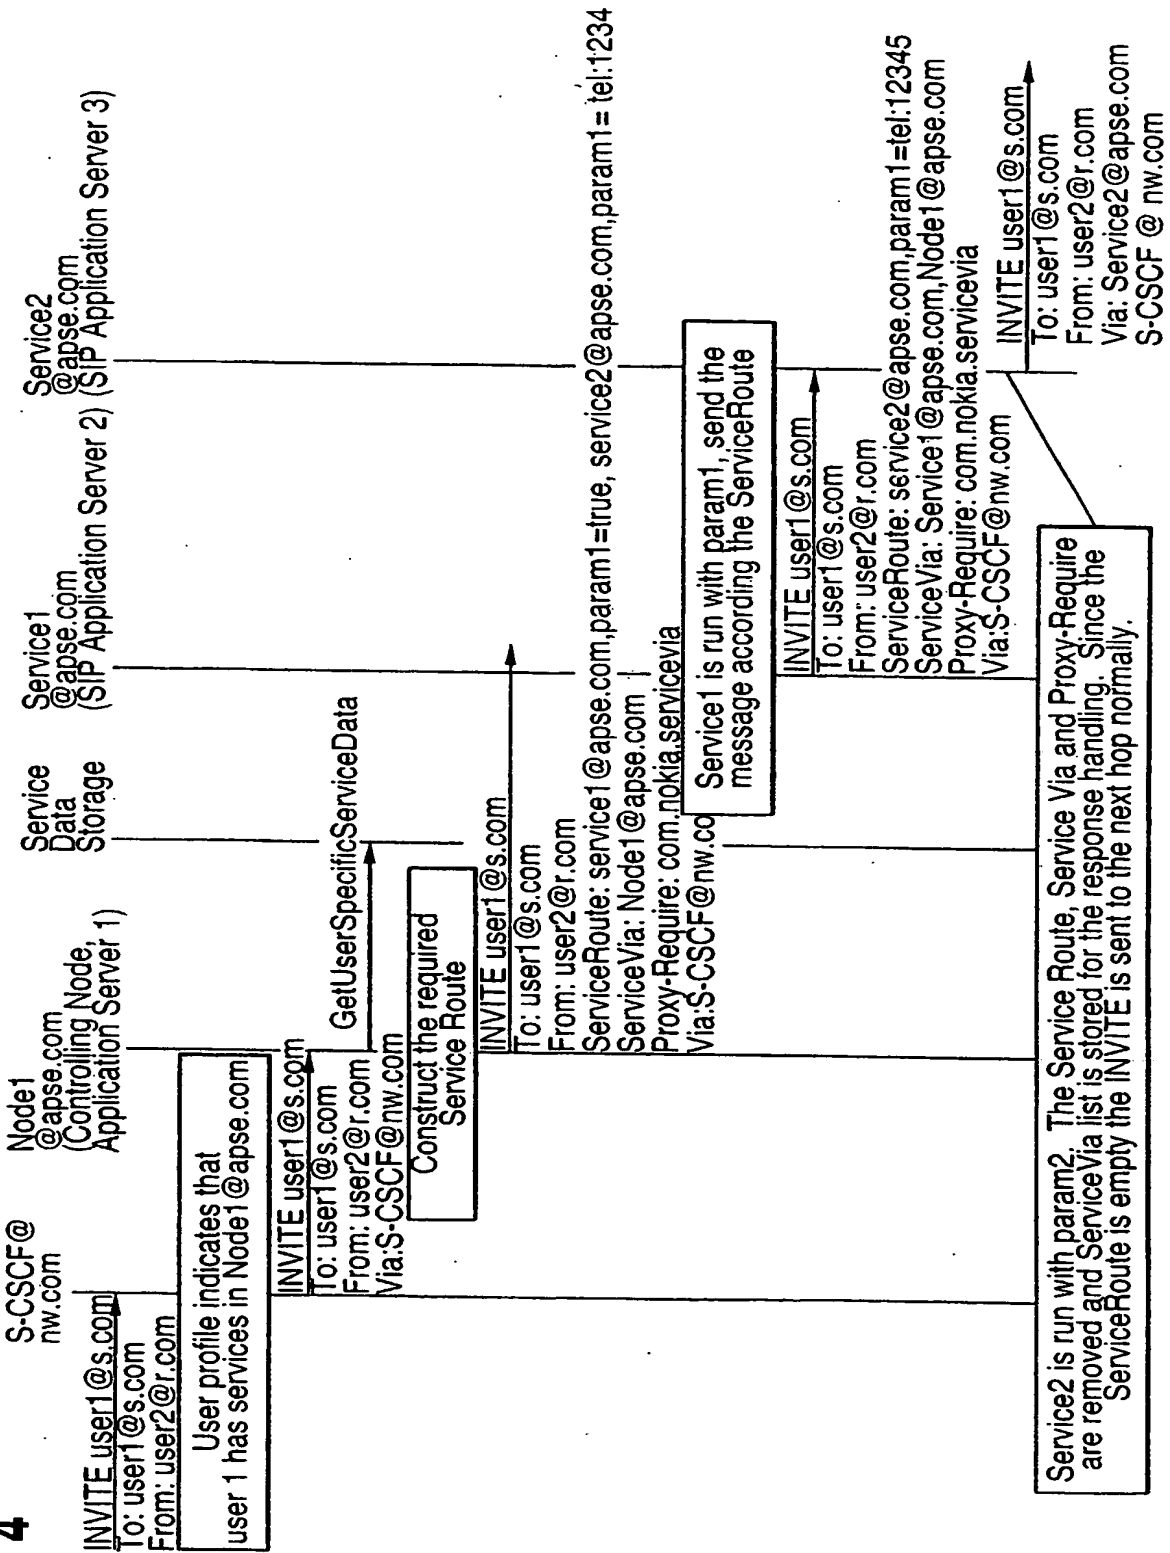 4
S-CSCF@
nw.com
Node1
@apse.com
(Controlling Node,
Application Server 1)
Service
Data
Storage
Service1
@apse.com
(SIP Application Server 2)
Service2
@apse.com
(SIP Application Server 3)
INVITE user1@s.com
To: user1@s.com
From: user2@r.com
User profile indicates that
user 1 has services in Node1@apse.com
INVITE user1@s.com
To: user1@s.com
From: user2@r.com
Via:S-CSCF@nw.com
GetUserSpecificServiceData
Construct the required
Service Route
INVITE user1@s.com
To: user1@s.com
From: user2@r.com
ServiceRoute: service1@apse.com,param1=true, service2@apse.com,param1= tel:1234
ServiceVia: Node1@apse.com
Proxy-Require: com.nokia.servicevia
Via:S-CSCF@nw.co
Service1 is run with param1, send the
message according the ServiceRoute
INVITE user1@s.com
To: user1@s.com
From: user2@r.com
ServiceRoute: service2@apse.com,param1=tel:12345
ServiceVia: Service1@apse.com,Node1@apse.com
Proxy-Require: com.nokia.servicevia
Via:S-CSCF@nw.com
INVITE user1@s.com
To: user1@s.com
From: user2@r.com
Via: Service2@apse.com
S-CSCF @ nw.com
Service2 is run with param2. The Service Route, Service Via and Proxy-Require
are removed and ServiceVia list is stored for the response handling. Since the
ServiceRoute is empty the INVITE is sent to the next hop normally.